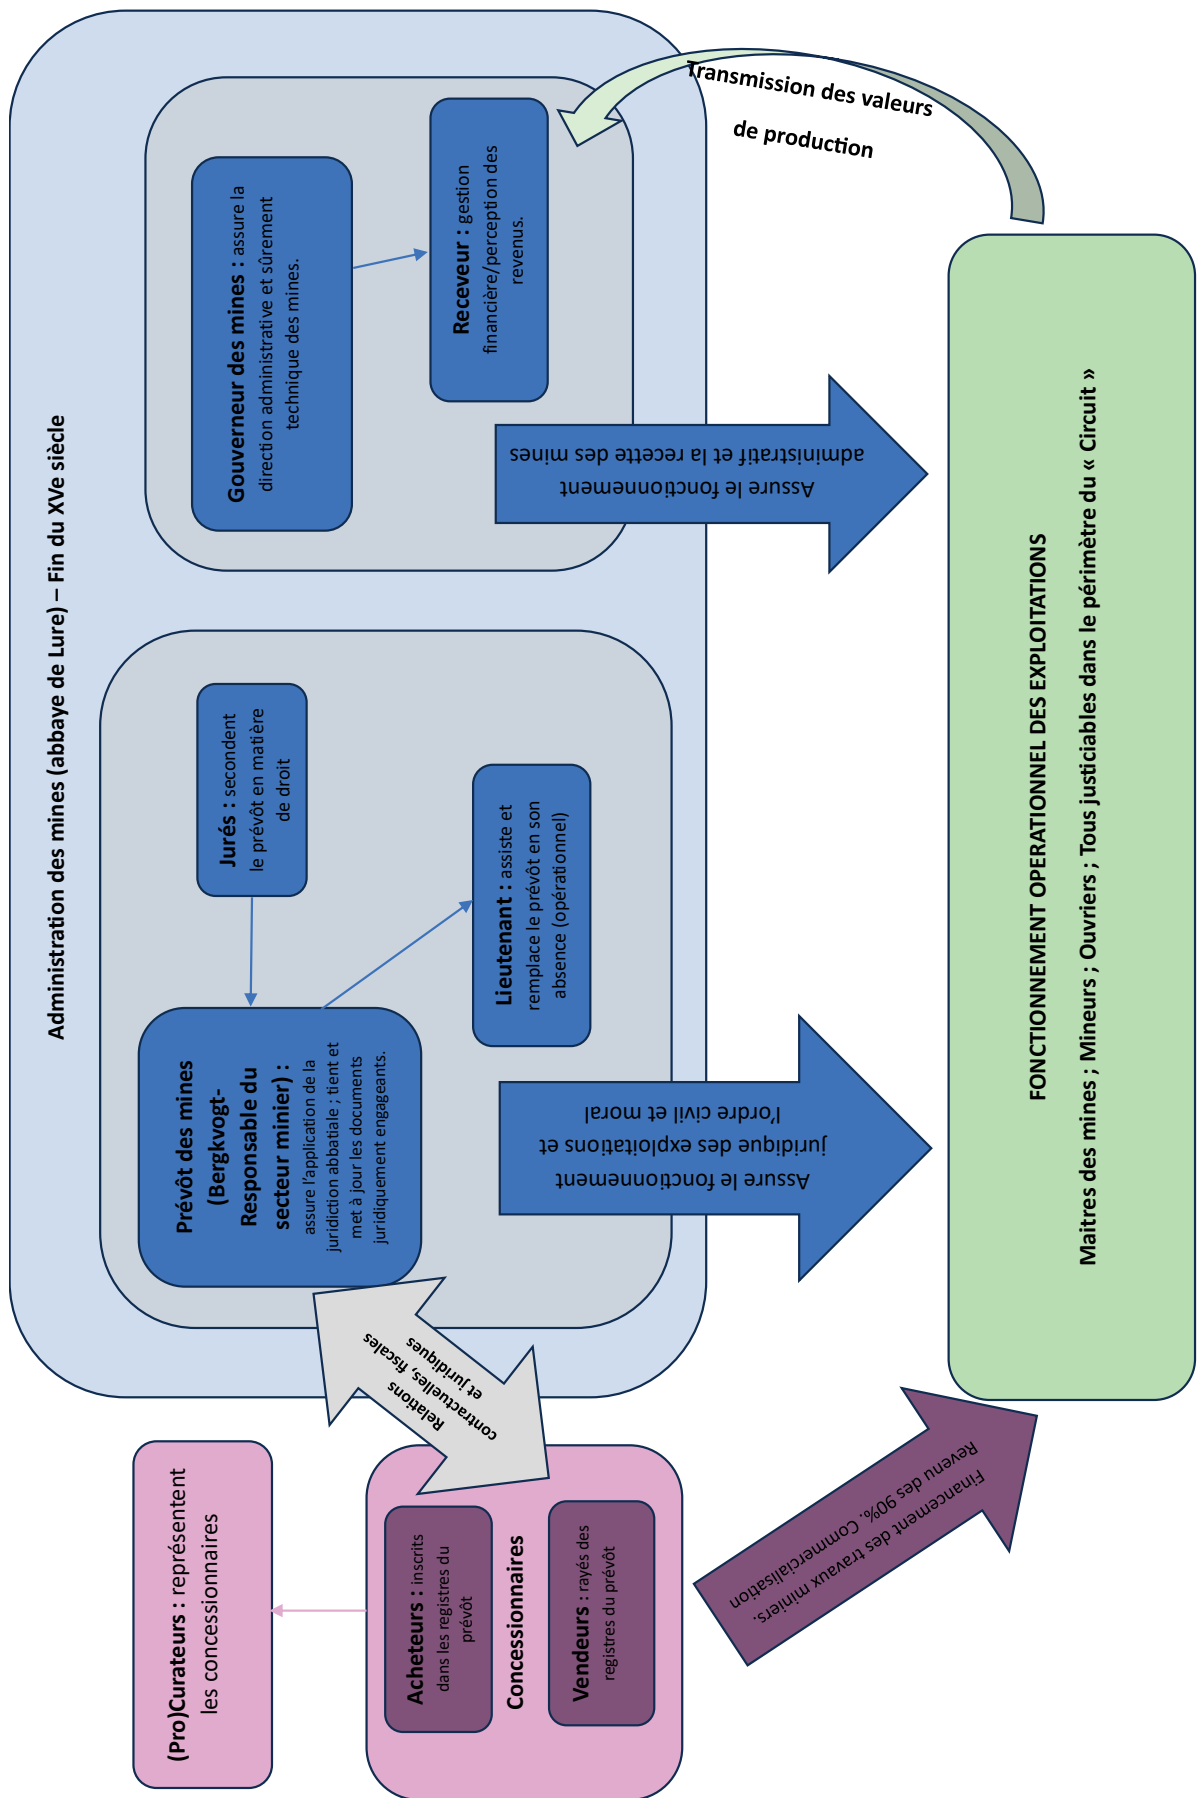 Administration des mines (abbaye de Lure) – Fin du XVe siècle
(Pro)Curateurs : représentent
les concessionnaires
Acheteurs : inscrits
dans les registres du
prévôt
Concessionnaires
Vendeurs : rayés des
registres du prévôt
Relations
contractuelles, fiscales
et juridiques
Prévôt des mines
(Bergkvogt-
Responsable du
secteur minier) :
assure l’application de la
juridiction abbatiale ; tient et
met à jour les documents
juridiquement engageants.
Jurés : secondent
le prévôt en matière
de droit
Lieutenant : assiste et
remplace le prévôt en son
absence (opérationnel)
Gouverneur des mines : assure la
direction administrative et sûrement
technique des mines.
Receveur : gestion
financière/perception des
revenus.
Assure le fonctionnement
juridique des exploitations et
l’ordre civil et moral
Assure le fonctionnement
administratif et la recette des mines
Transmission des valeurs
de production
Financement des travaux miniers.
Revenu des 90%. Commercialisation
FONCTIONNEMENT OPERATIONNEL DES EXPLOITATIONS
Maitres des mines ; Mineurs ; Ouvriers ; Tous justiciables dans le périmètre du « Circuit »